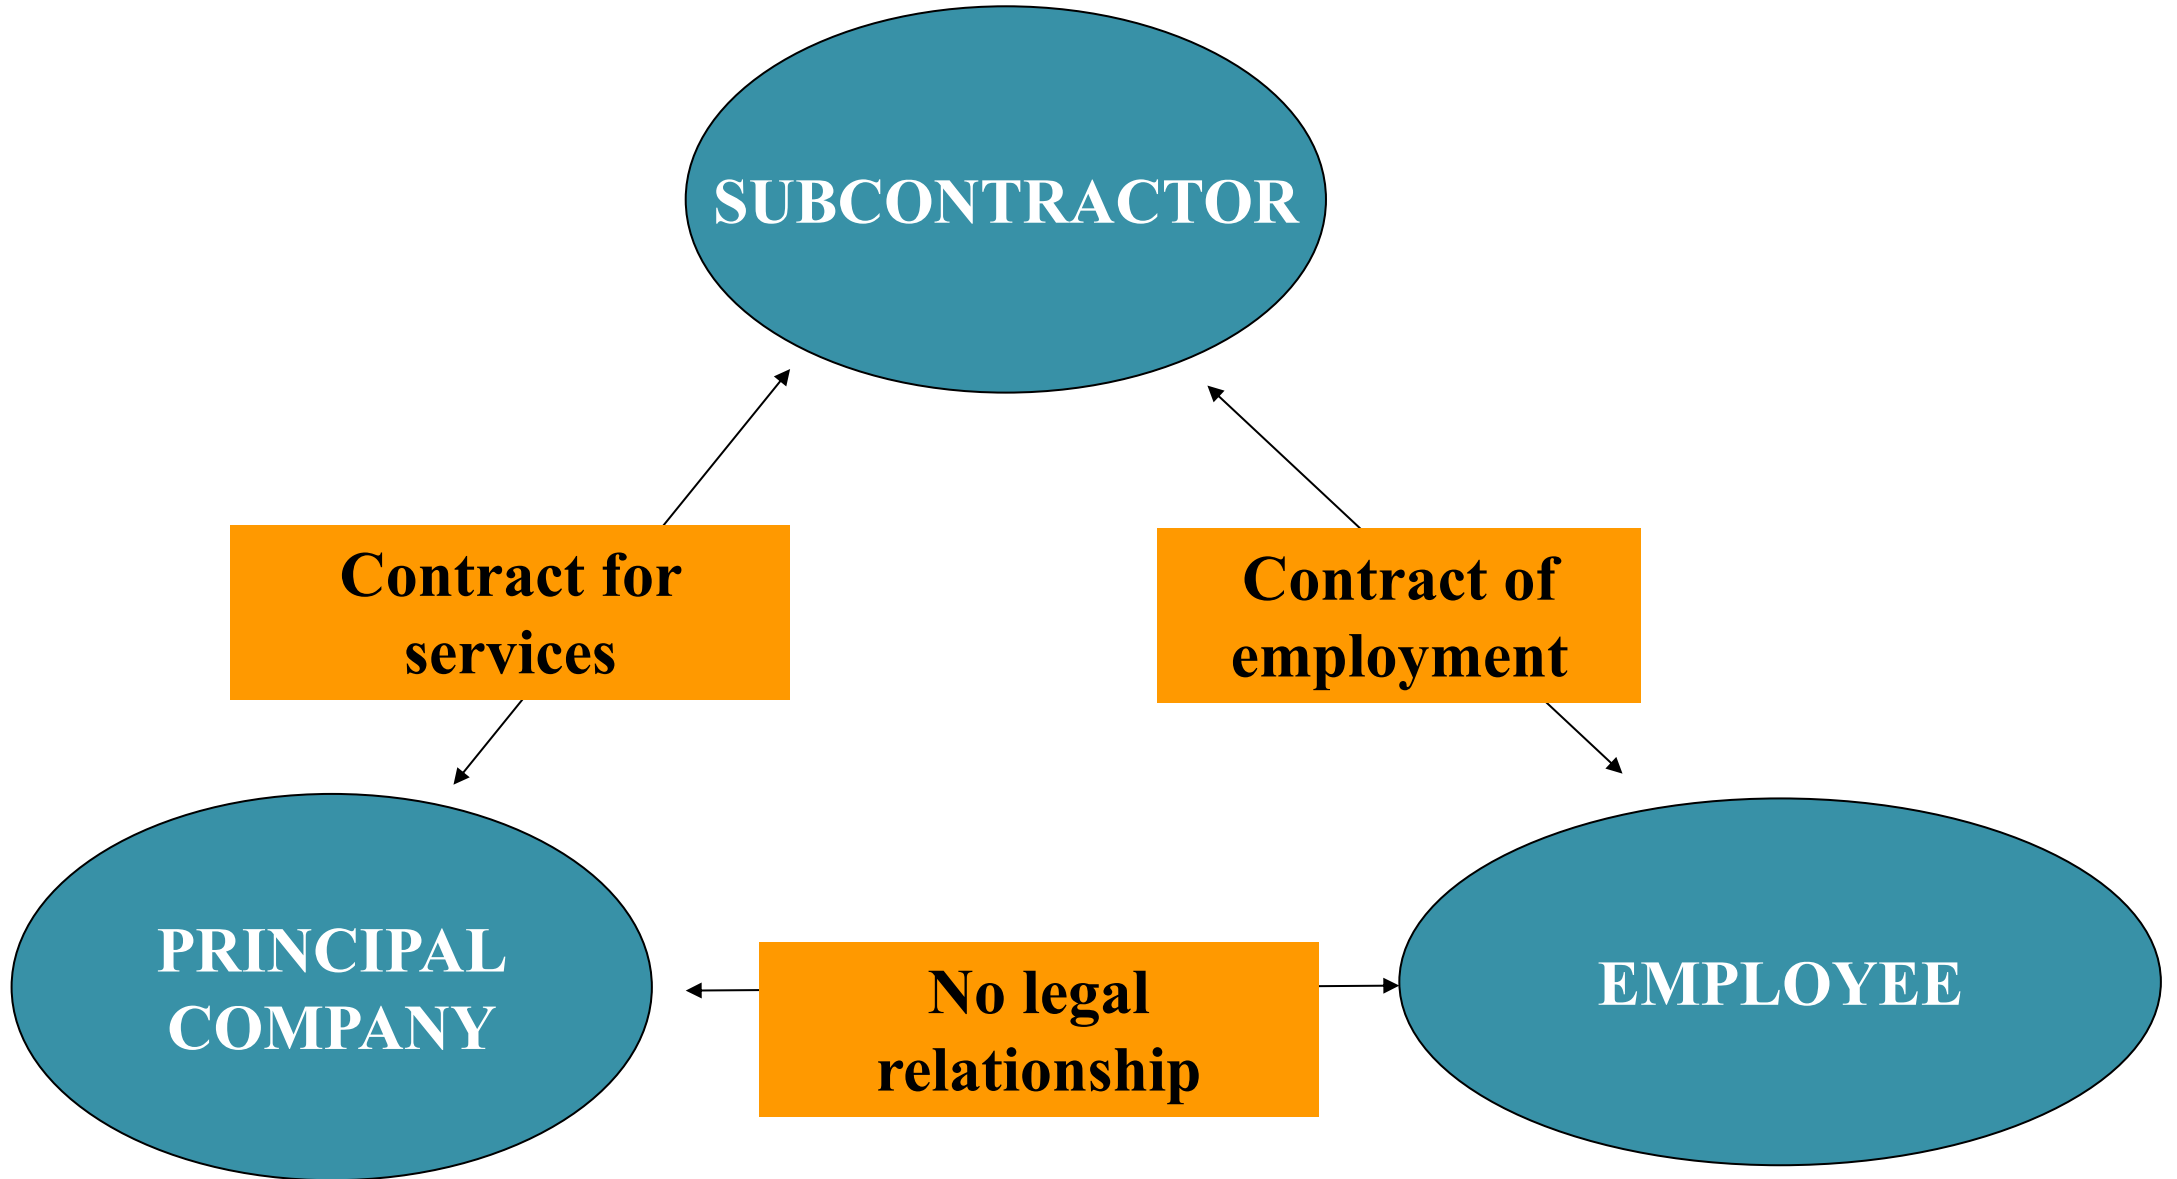 SUBCONTRACTOR
Contract for
services
Contract of
employment
PRINCIPAL
COMPANY
No legal
relationship
EMPLOYEE